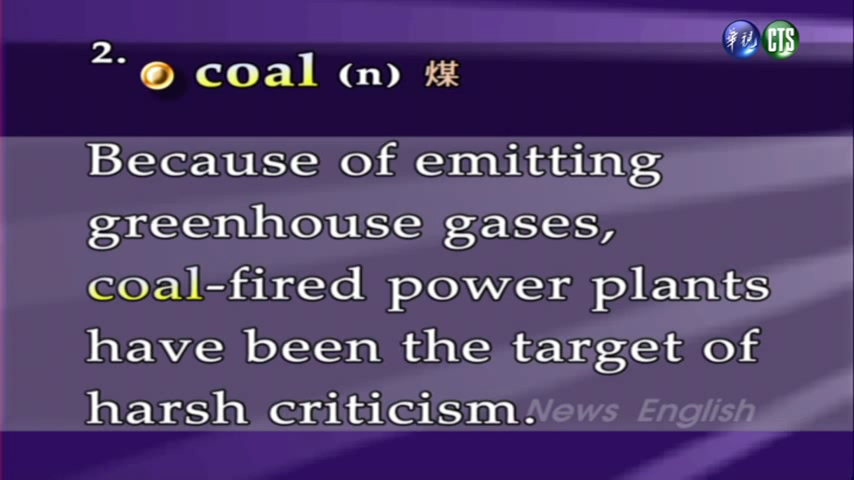 華視 CTS
2. coal (n) 煤
Because of emitting
greenhouse gases,
coal-fired power plants
have been the target of
harsh criticism.
News English